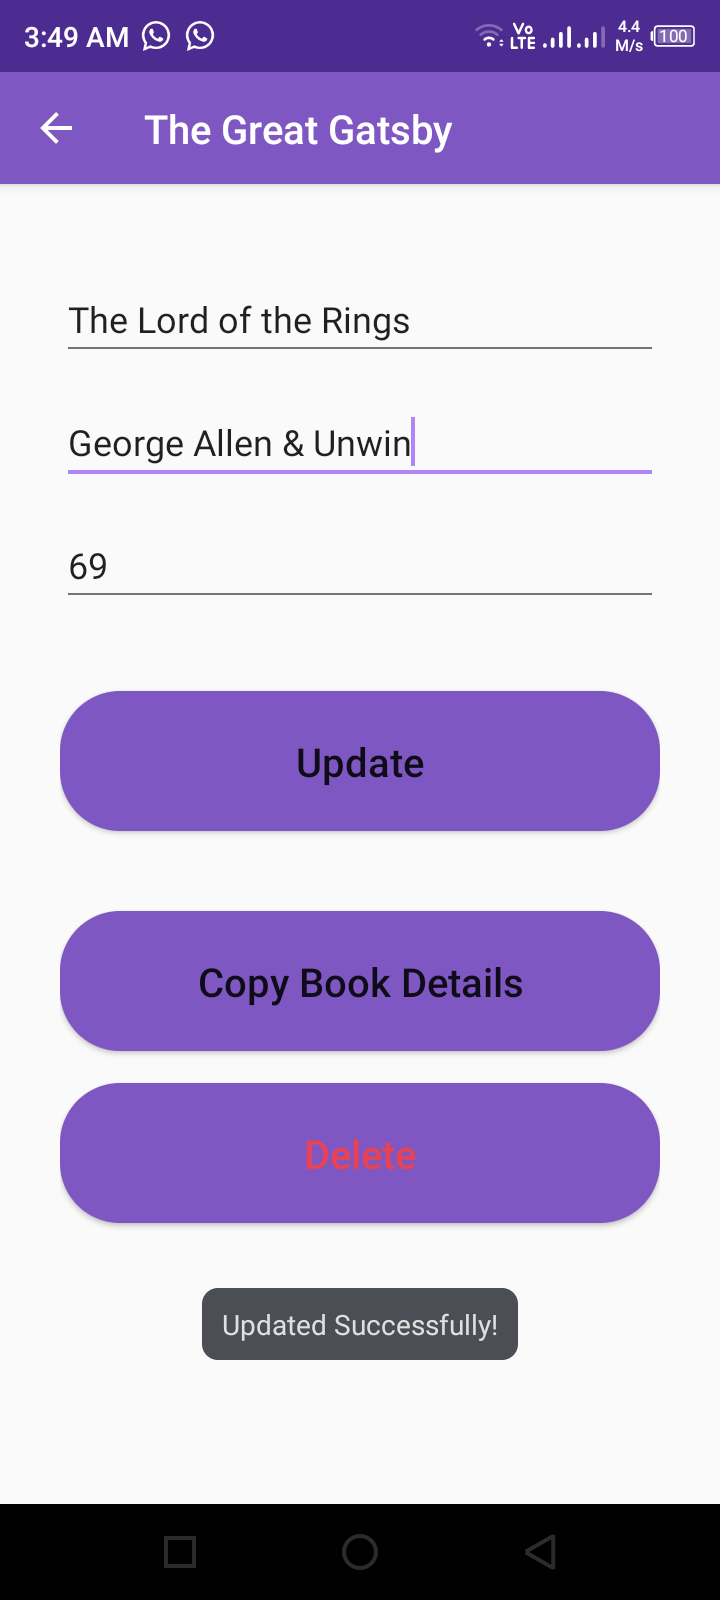 3:49 AM Vo LTE 4.4 M/s 100
The Great Gatsby
The Lord of the Rings
George Allen & Unwin
69
Update
Copy Book Details
Delete
Updated Successfully!